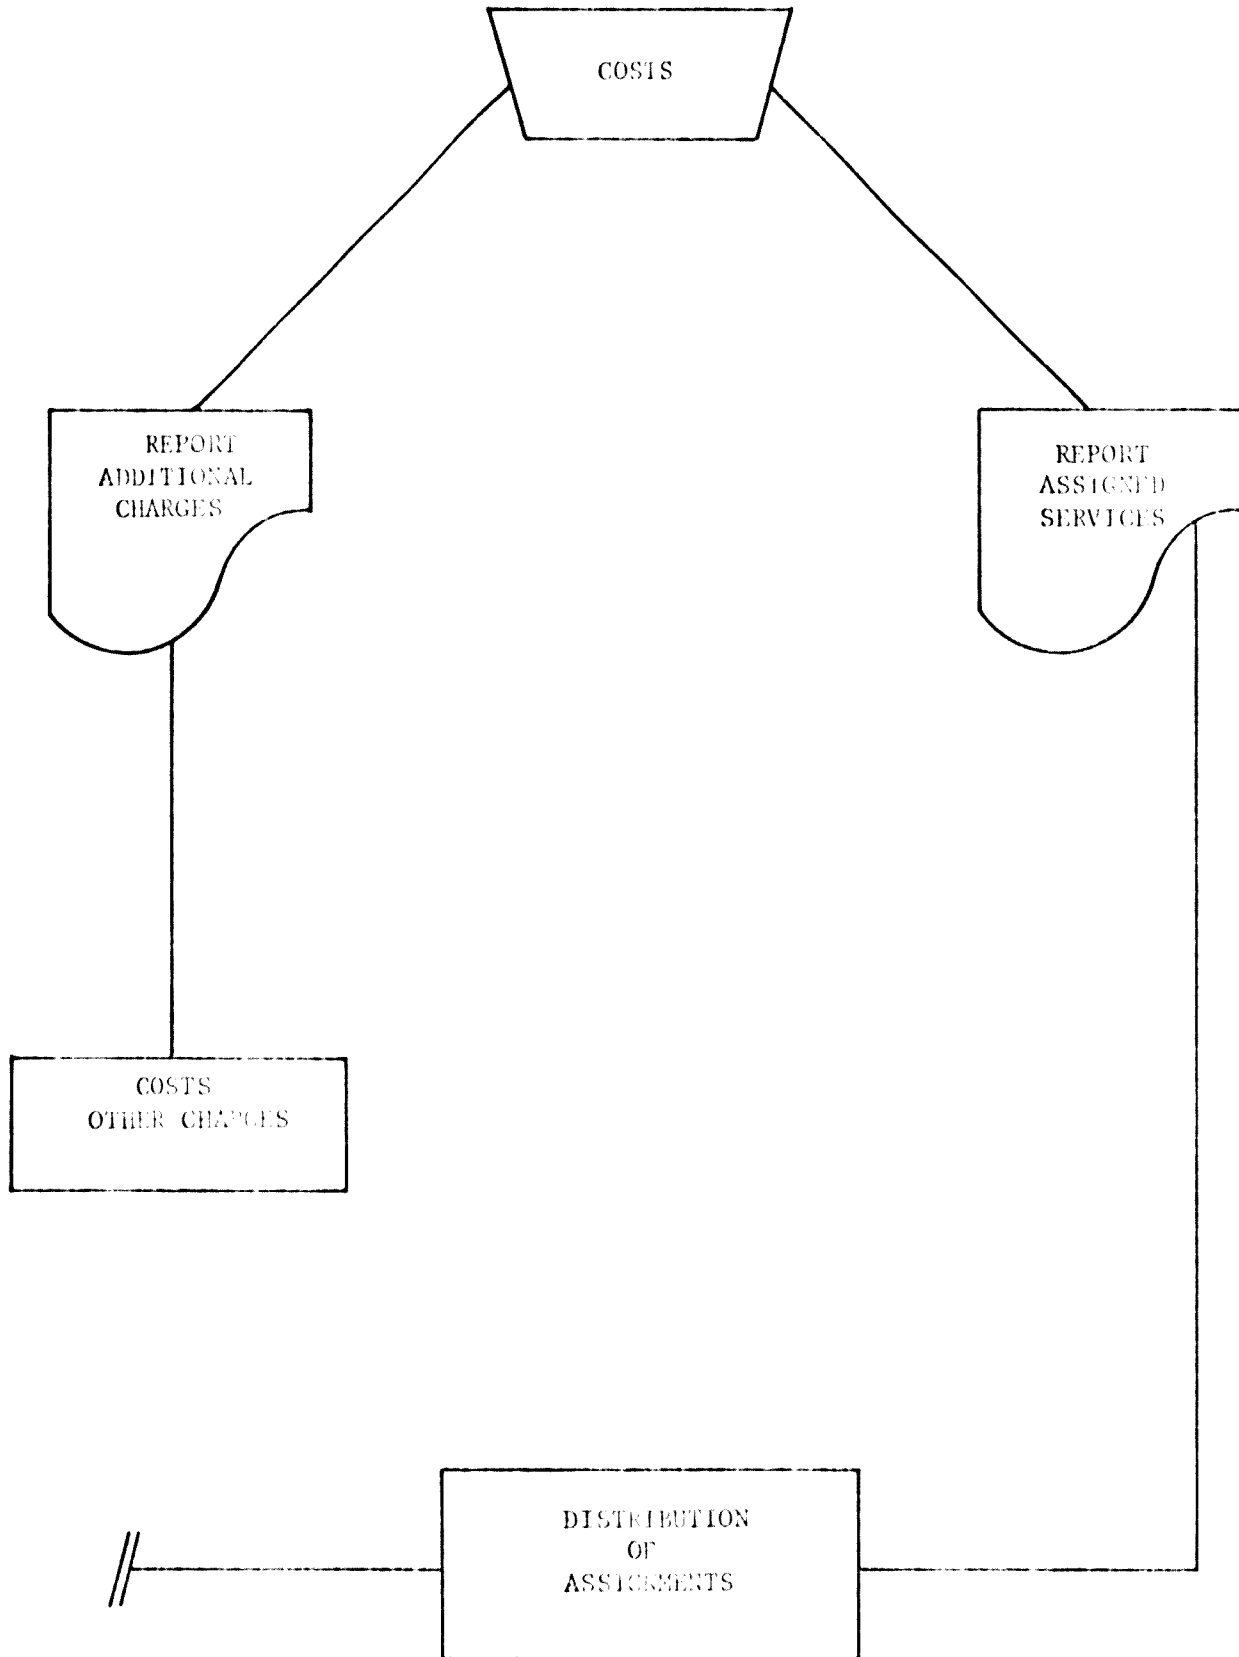 COSTS
REPORT
ADDITIONAL
CHARGES
REPORT
ASSIGNED
SERVICES
COSTS
OTHER CHARGES
DISTRIBUTION
OF
ASSIGNMENTS